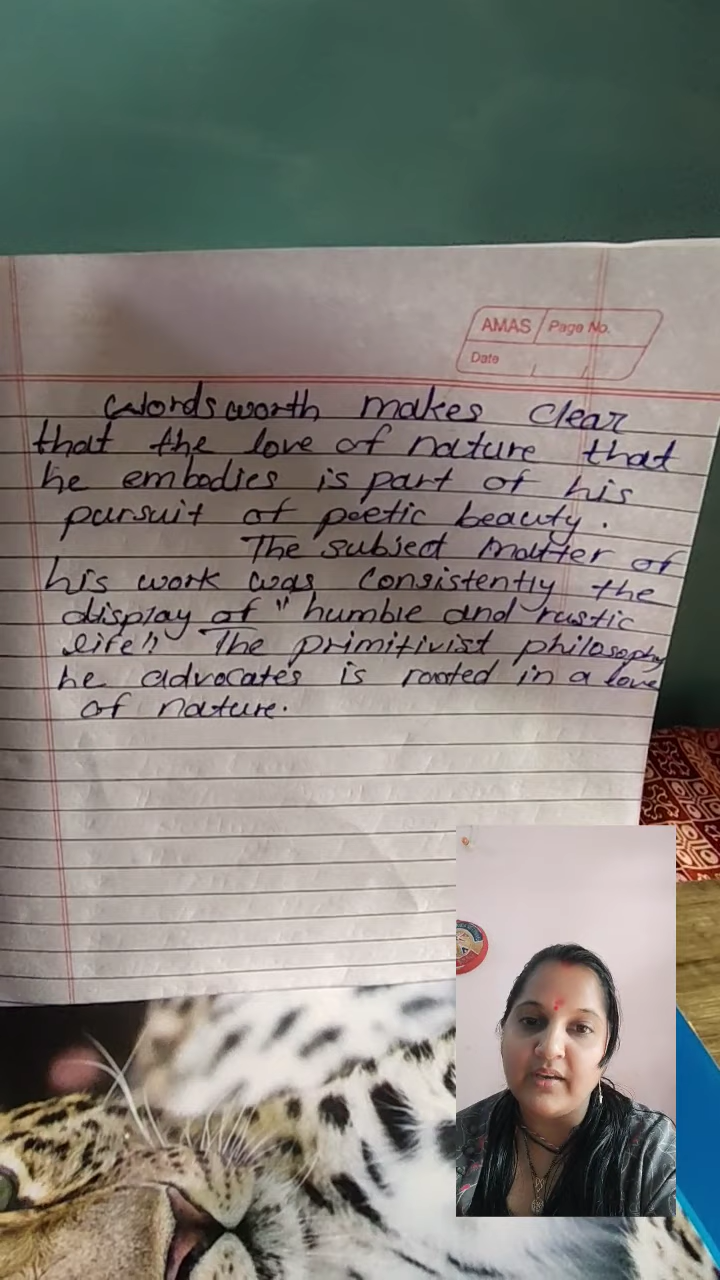 AMAS Page No.
Date
Wordsworth makes clear
that the love of nature that
he embodies is part of his
pursuit of poetic beauty.
The subject matter of
his work was consistently the
display of "humble and rustic
life" The primitivist philosophy
he advocates is rooted in a love
of nature.